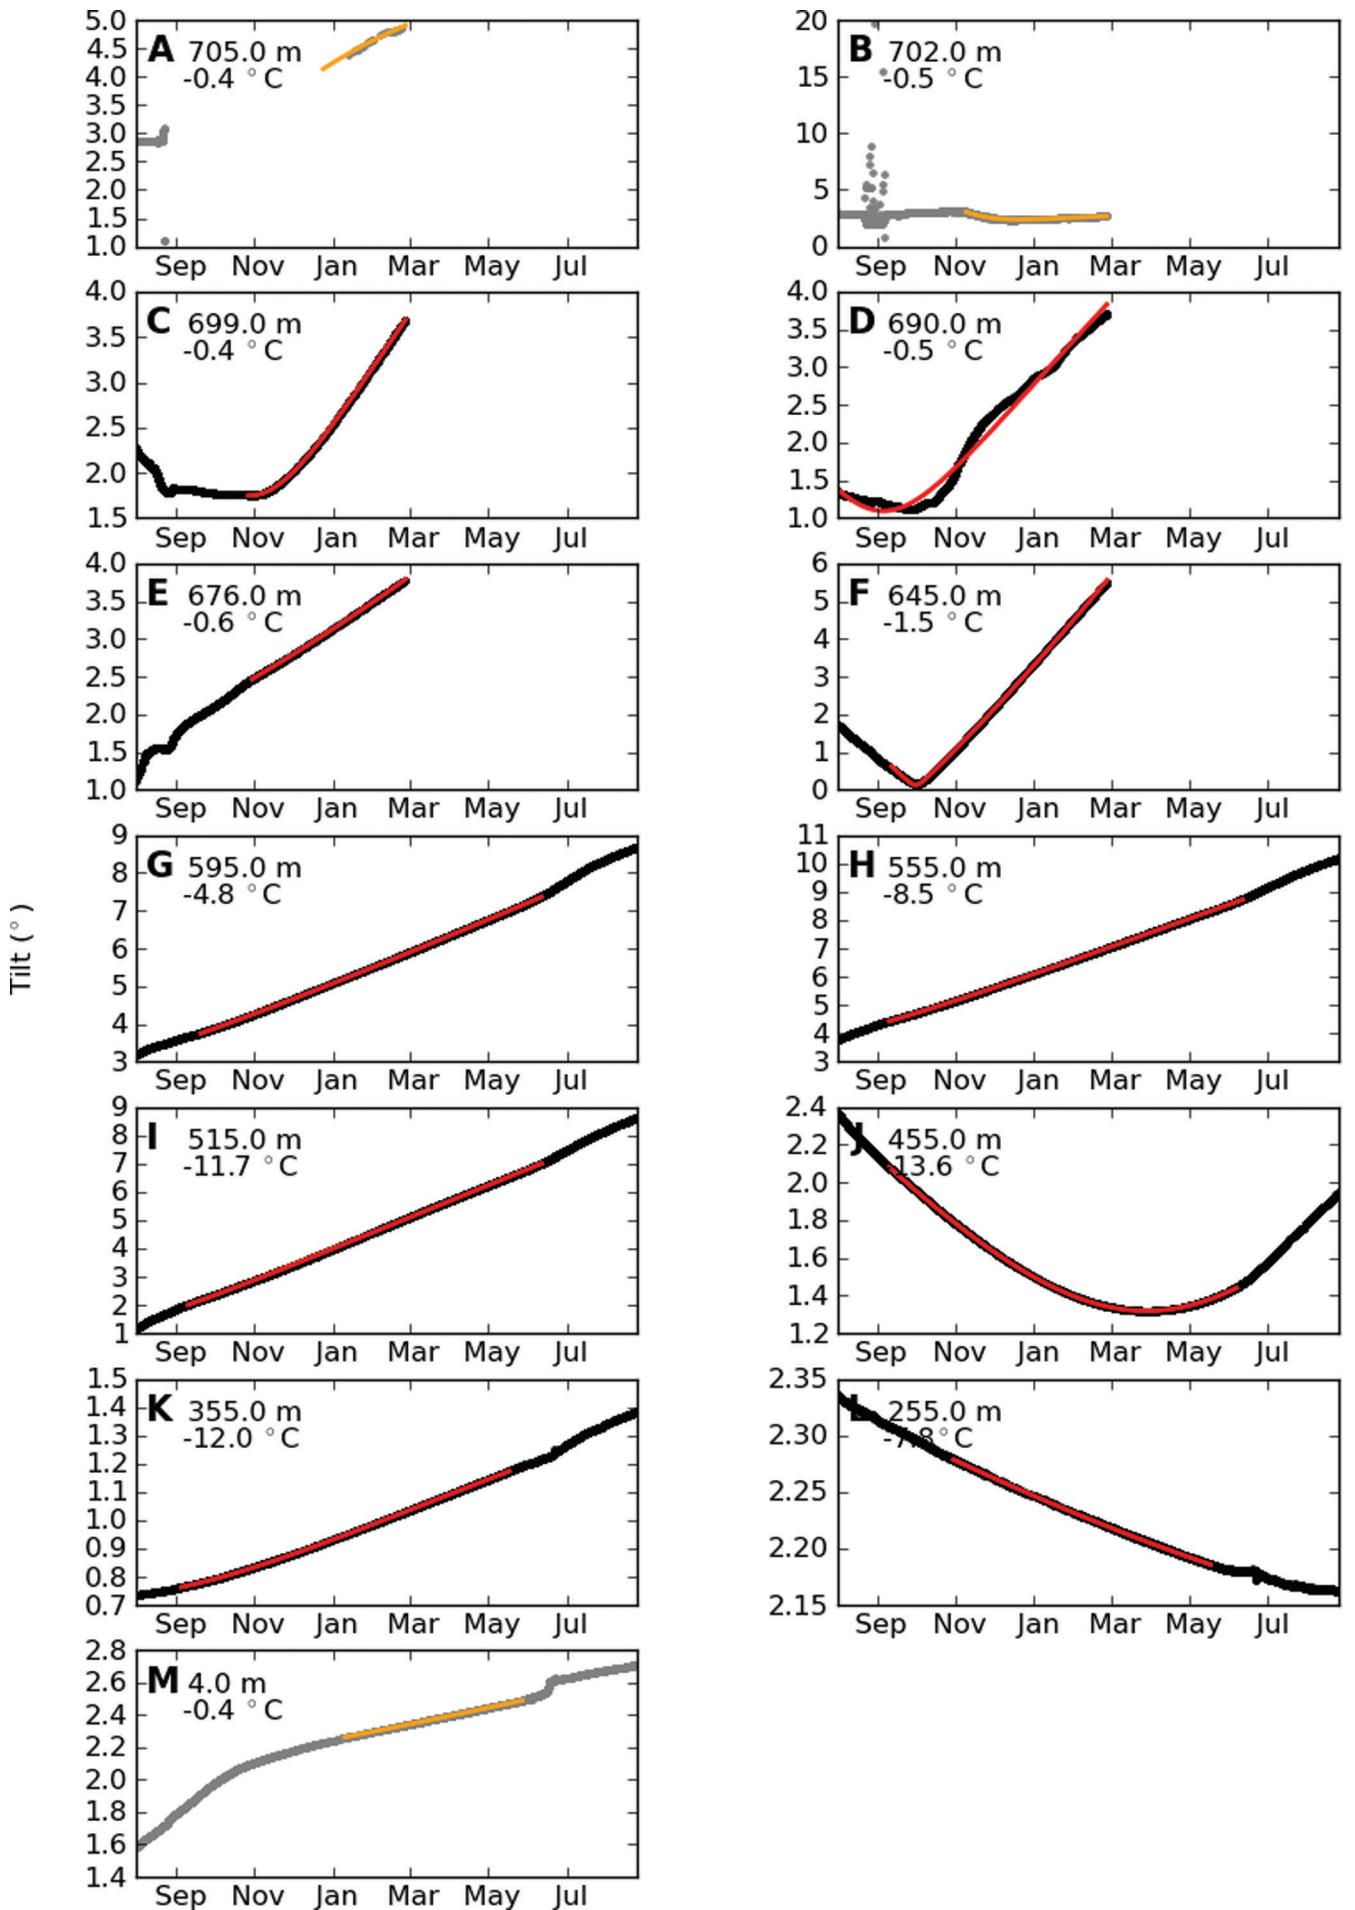 A 705.0 m
-0.4 °C
5.0
4.5
4.0
3.5
3.0
2.5
2.0
1.5
1.0
Sep Nov Jan Mar May Jul
B 702.0 m
-0.5 °C
20
15
10
5
0
Sep Nov Jan Mar May Jul
C 699.0 m
-0.4 °C
4.0
3.5
3.0
2.5
2.0
1.5
Sep Nov Jan Mar May Jul
D 690.0 m
-0.5 °C
4.0
3.5
3.0
2.5
2.0
1.5
1.0
Sep Nov Jan Mar May Jul
E 676.0 m
-0.6 °C
4.0
3.5
3.0
2.5
2.0
1.5
1.0
Sep Nov Jan Mar May Jul
F 645.0 m
-1.5 °C
6
5
4
3
2
1
0
Sep Nov Jan Mar May Jul
G 595.0 m
-4.8 °C
9
8
7
6
5
4
3
Sep Nov Jan Mar May Jul
H 555.0 m
-8.5 °C
11
10
9
8
7
6
5
4
3
Sep Nov Jan Mar May Jul
Tilt (°)
I 515.0 m
-11.7 °C
9
8
7
6
5
4
3
2
1
Sep Nov Jan Mar May Jul
J 455.0 m
-13.6 °C
2.4
2.2
2.0
1.8
1.6
1.4
1.2
Sep Nov Jan Mar May Jul
K 355.0 m
-12.0 °C
1.5
1.4
1.3
1.2
1.1
1.0
0.9
0.8
0.7
Sep Nov Jan Mar May Jul
L 255.0 m
-7.8 °C
2.35
2.30
2.25
2.20
2.15
Sep Nov Jan Mar May Jul
M 4.0 m
-0.4 °C
2.8
2.6
2.4
2.2
2.0
1.8
1.6
1.4
Sep Nov Jan Mar May Jul